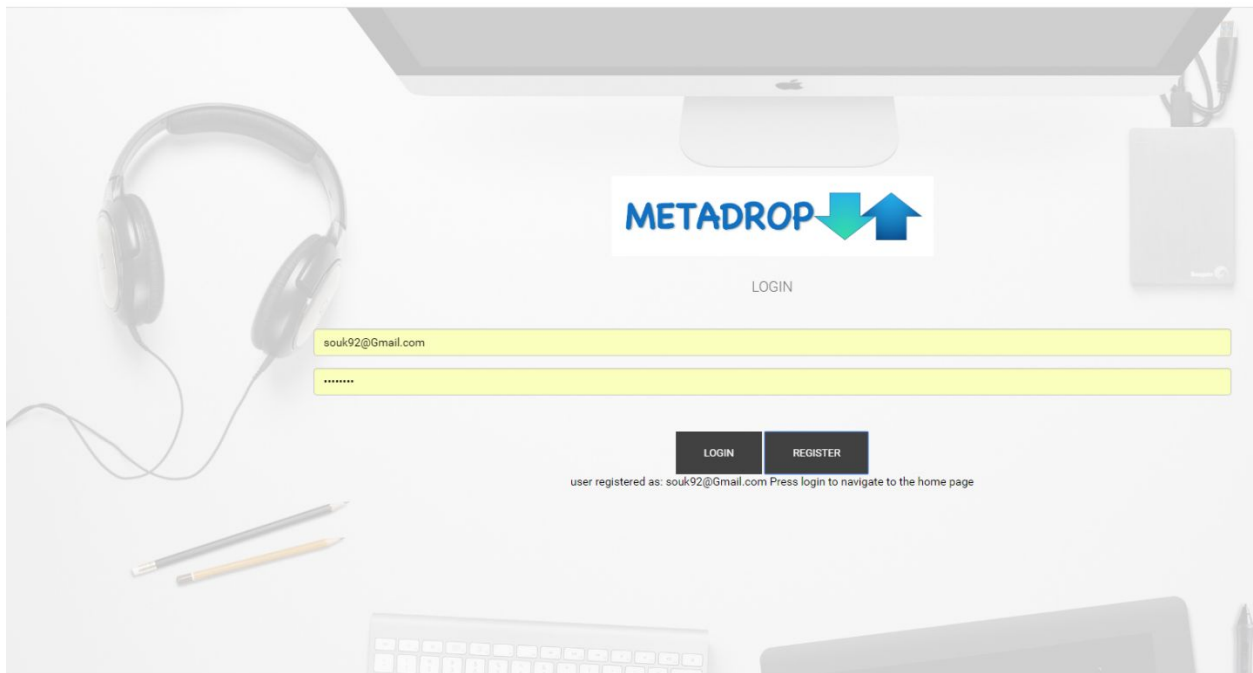 METADROP
LOGIN
souk92@Gmail.com
••••••••
LOGIN
REGISTER
user registered as: souk92@Gmail.com Press login to navigate to the home page